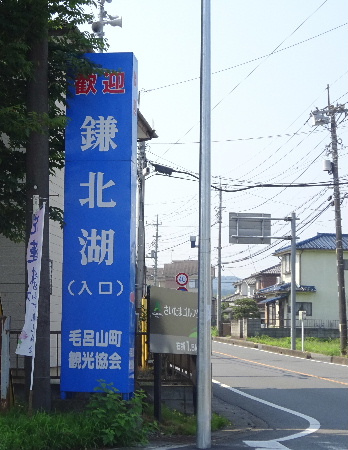 歓迎
鎌北湖
(入口)
毛呂山町
観光協会